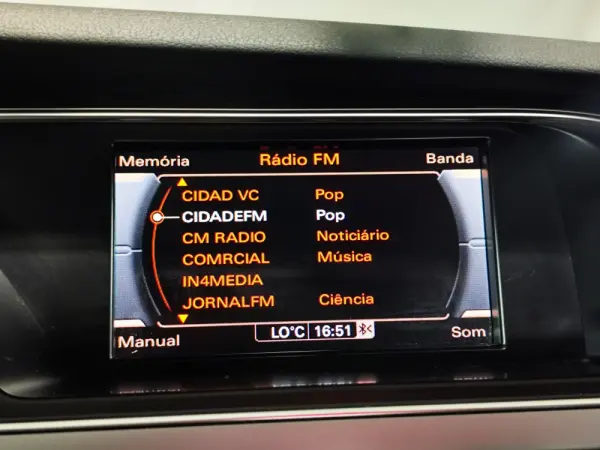 Memória Rádio FM Banda
CIDAD VC Pop
CIDADEFM Pop
CM RADIO Noticiário
COMRCIAL Música
IN4MEDIA
JORNALFM Ciência
Manual LO°C 16:51 Som